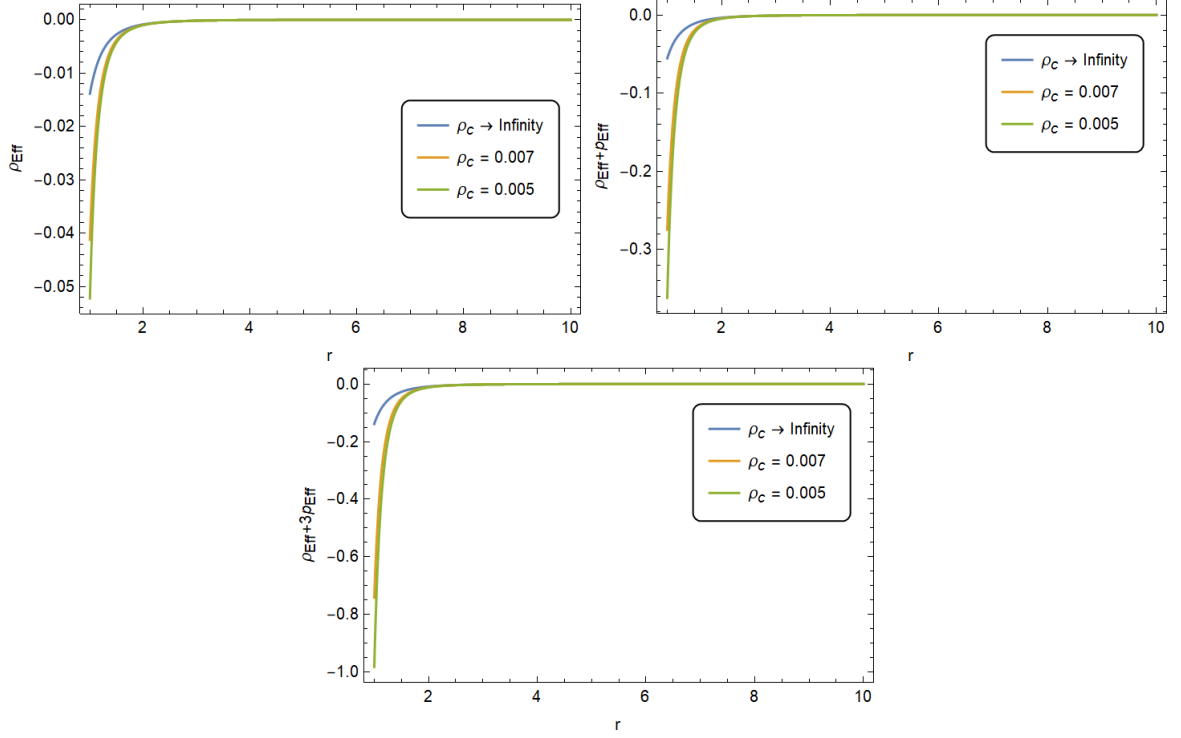 0.00
−0.01
−0.02
−0.03
−0.04
−0.05
ρEff
2 4 6 8 10
r
ρc → Infinity
ρc = 0.007
ρc = 0.005
0.0
−0.1
−0.2
−0.3
ρEff+pEff
2 4 6 8 10
r
ρc → Infinity
ρc = 0.007
ρc = 0.005
0.0
−0.2
−0.4
−0.6
−0.8
−1.0
ρEff+3pEff
2 4 6 8 10
r
ρc → Infinity
ρc = 0.007
ρc = 0.005